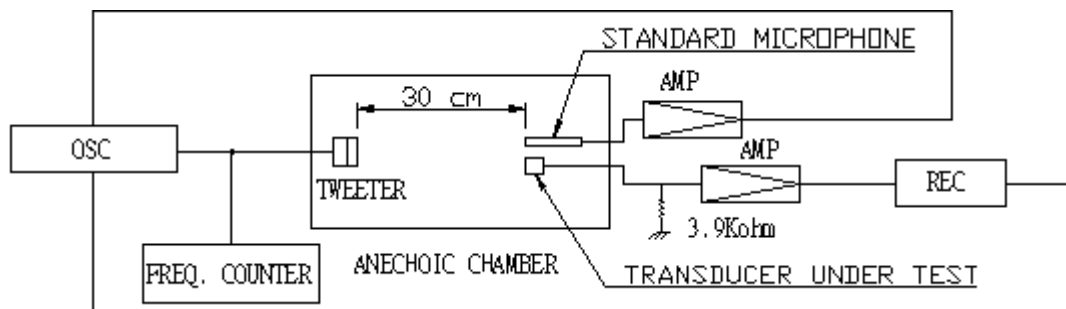 STANDARD MICROPHONE
AMP
30 cm
OSC
AMP
REC
TWEETER
3.9Kohm
ANECHOIC CHAMBER
FREQ. COUNTER
TRANSDUCER UNDER TEST